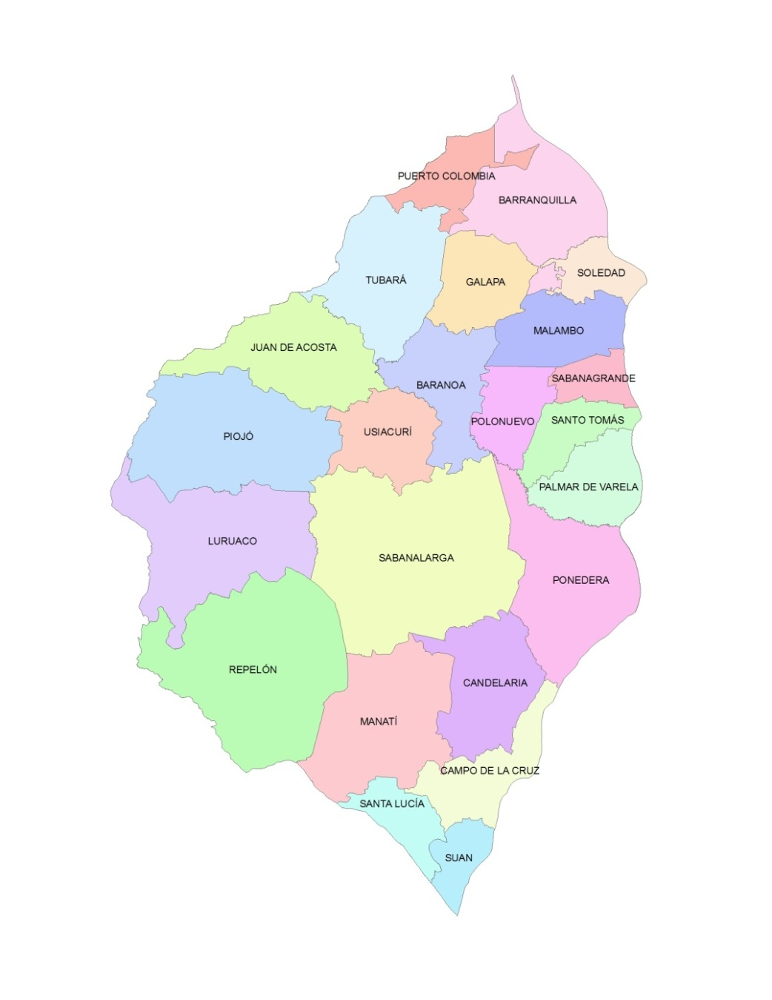 PUERTO COLOMBIA
BARRANQUILLA
SOLEDAD
TUBARÁ
GALAPA
MALAMBO
JUAN DE ACOSTA
SABANAGRANDE
BARANOA
SANTO TOMÁS
POLONUEVO
USIACURÍ
PIOJÓ
PALMAR DE VARELA
LURUACO
SABANALARGA
PONEDERA
REPELÓN
CANDELARIA
MANATÍ
CAMPO DE LA CRUZ
SANTA LUCÍA
SUAN